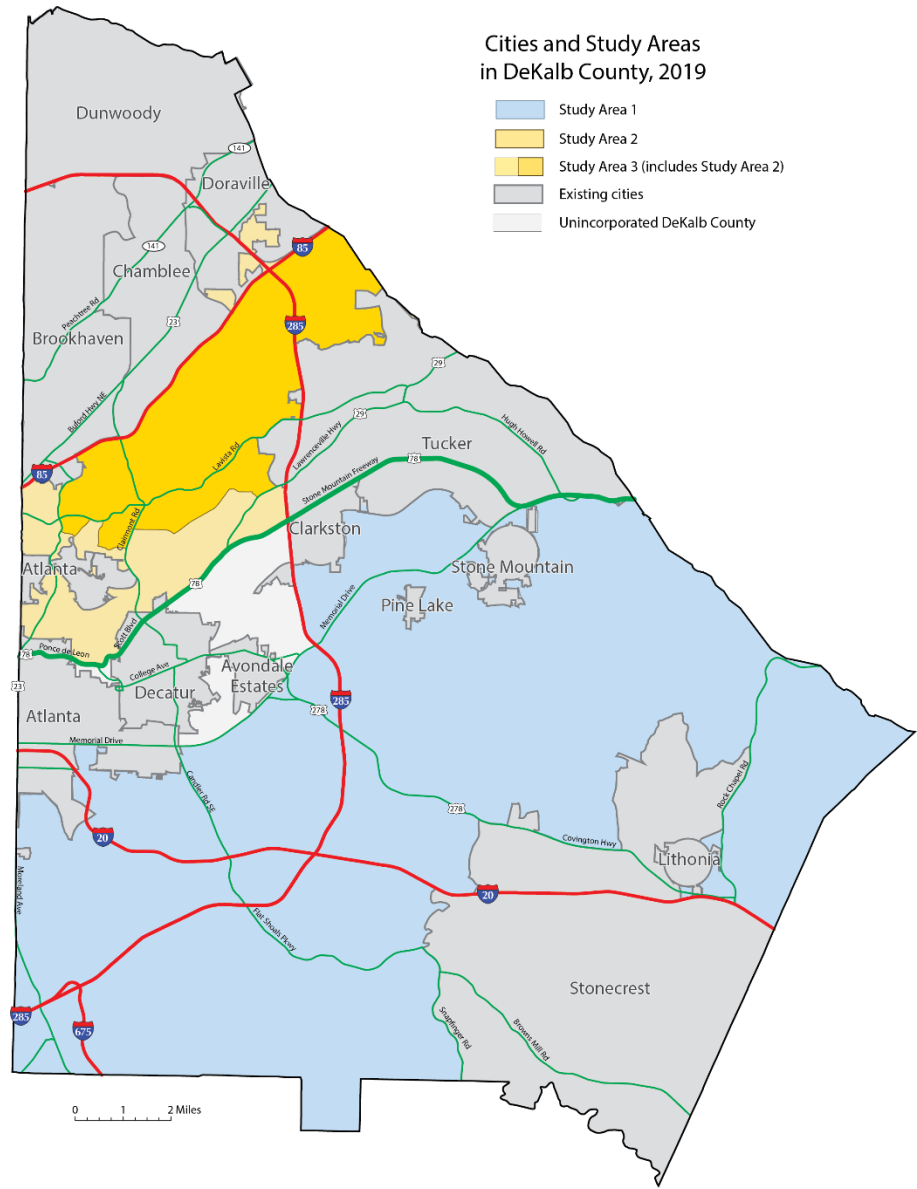 Cities and Study Areas
in DeKalb County, 2019
Study Area 1
Study Area 2
Study Area 3 (includes Study Area 2)
Existing cities
Unincorporated DeKalb County
Dunwoody
141
Doraville
141
85
Chamblee
Peachtree Rd
23
285
Brookhaven
29
Buford Hwy NE
29
Hugh Howell Rd
Lavista Rd
Lawrenceville Hwy
Tucker
78
85
Stone Mountain Freeway
Clairmont Rd
Clarkston
Atlanta
Stone Mountain
78
Memorial Drive
Pine Lake
Scott Blvd
78
Ponce de Leon
College Ave
Avondale
Estates
23
Decatur
285
Atlanta
278
Memorial Drive
Candler Rd SE
Rock Chapel Rd
278
20
Covington Hwy
Lithonia
Moreland Ave
20
Flat Shoals Pkwy
Stonecrest
285
675
Snapfinger Rd
Browns Mill Rd
0 1 2 Miles